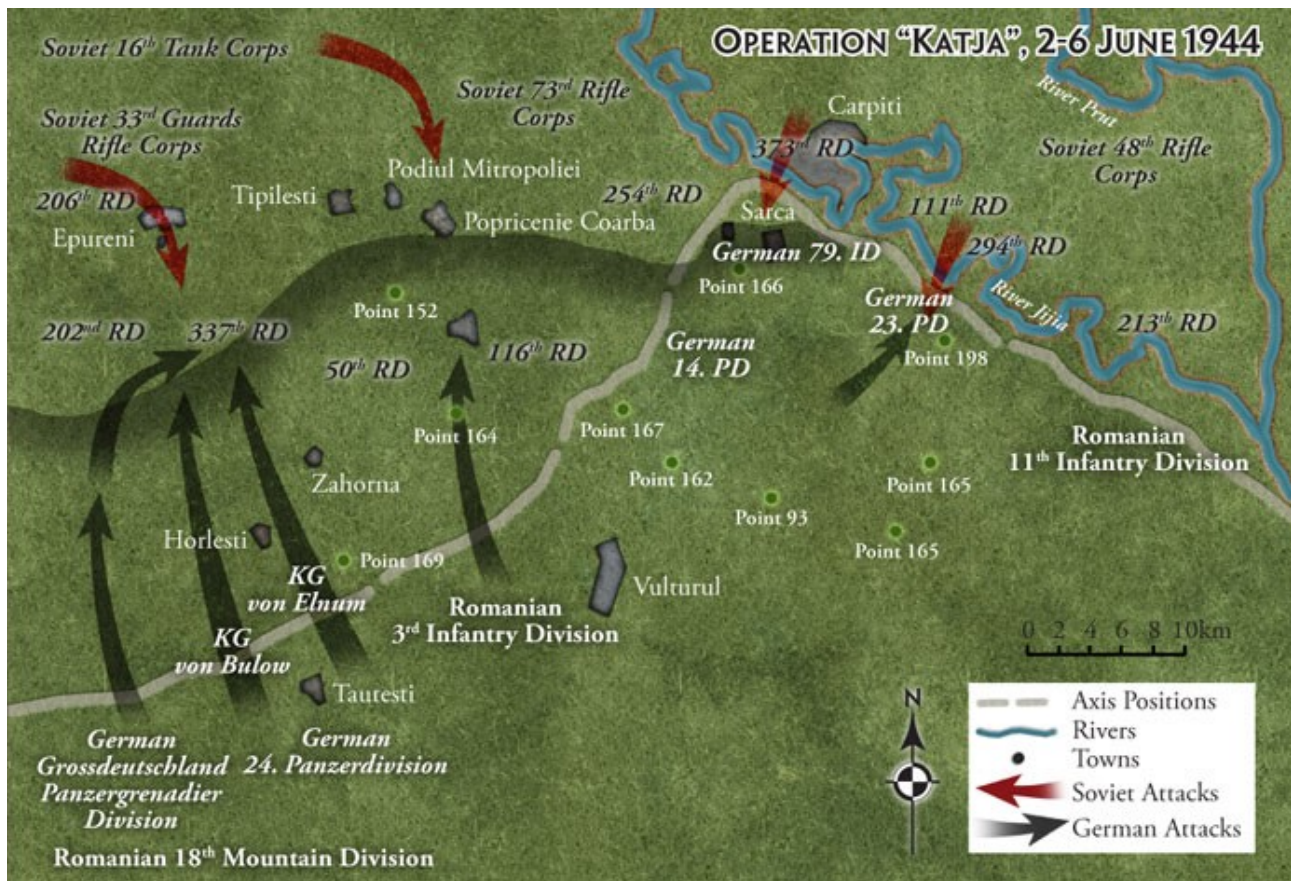 OPERATION "KATJA", 2-6 JUNE 1944
Soviet 16th Tank Corps
Soviet 33rd Guards
Rifle Corps
Soviet 73rd Rifle
Corps
Carpiti
River Prut
Soviet 48th Rifle
Corps
373rd RD
Podiul Mitropoliei
Tipilesti
206th RD
Epureni
254th RD
Popricenie Coarba
Sarca
111th RD
294th RD
German 79. ID
Point 166
Point 152
River Jijia
German
23. PD
213th RD
202nd RD
337th RD
50th RD
116th RD
German
14. PD
Point 198
Point 164
Point 167
Romanian
11th Infantry Division
Zahorna
Point 162
Point 165
Point 93
Horlesti
Point 165
Point 169
KG
von Elnum
Vulturul
Romanian
3rd Infantry Division
KG
von Bulow
Tautesti
0 2 4 6 8 10km
German
Grossdeutschland
Panzergrenadier
Division
German
24. Panzerdivision
Romanian 18th Mountain Division
N
Axis Positions
Rivers
Towns
Soviet Attacks
German Attacks